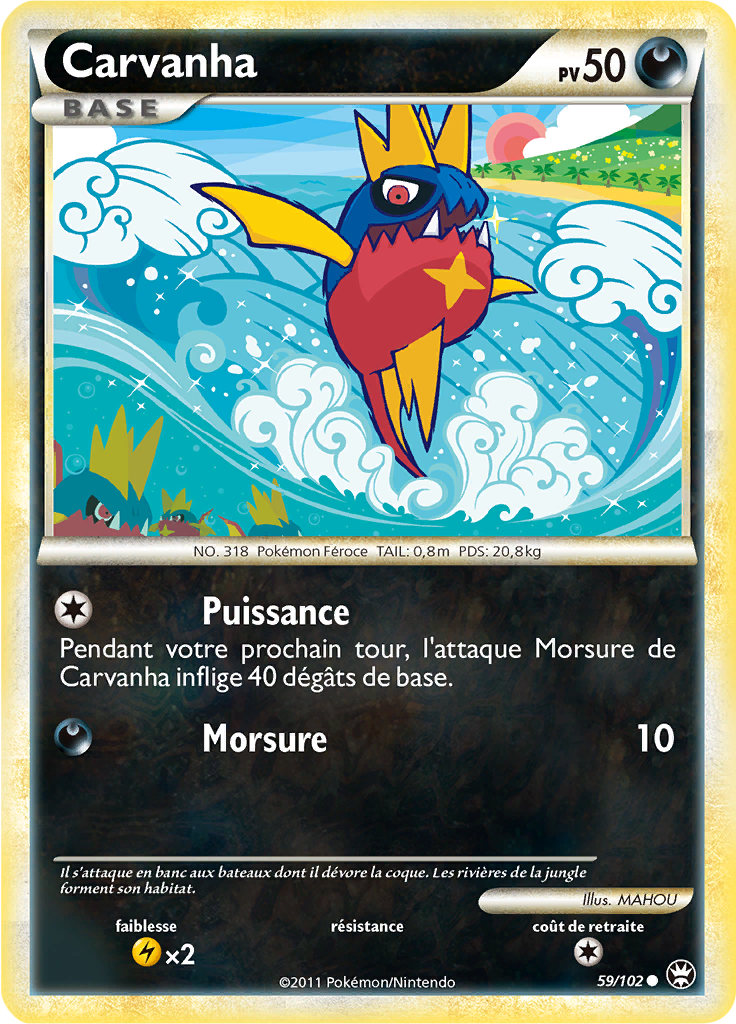 Carvanha
PV 50
BASE
NO. 318 Pokémon Féroce TAIL: 0,8m PDS: 20,8kg
Puissance
Pendant votre prochain tour, l'attaque Morsure de
Carvanha inflige 40 dégâts de base.
Morsure 10
Il s'attaque en banc aux bateaux dont il dévore la coque. Les rivières de la jungle
forment son habitat.
Illus. MAHOU
faiblesse résistance coût de retraite
×2
©2011 Pokémon/Nintendo
59/102